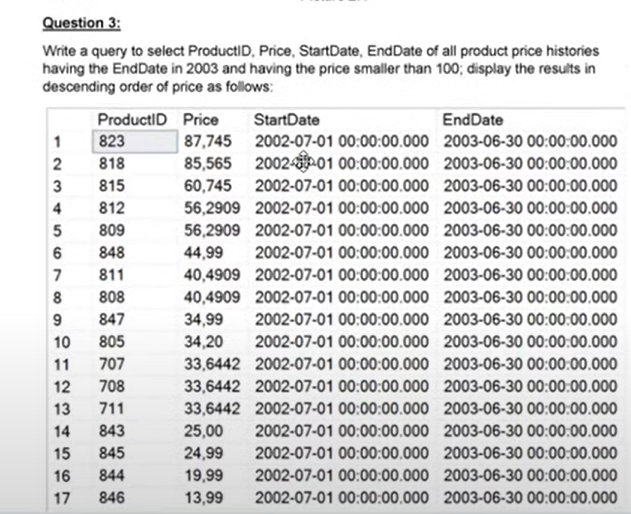 Question 3:
Write a query to select ProductID, Price, StartDate, EndDate of all product price histories
having the EndDate in 2003 and having the price smaller than 100; display the results in
descending order of price as follows:
ProductID Price StartDate EndDate
1 823 87,745 2002-07-01 00:00:00.000 2003-06-30 00:00:00.000
2 818 85,565 2002-07-01 00:00:00.000 2003-06-30 00:00:00.000
3 815 60,745 2002-07-01 00:00:00.000 2003-06-30 00:00:00.000
4 812 56,2909 2002-07-01 00:00:00.000 2003-06-30 00:00:00.000
5 809 56,2909 2002-07-01 00:00:00.000 2003-06-30 00:00:00.000
6 848 44,99 2002-07-01 00:00:00.000 2003-06-30 00:00:00.000
7 811 40,4909 2002-07-01 00:00:00.000 2003-06-30 00:00:00.000
8 808 40,4909 2002-07-01 00:00:00.000 2003-06-30 00:00:00.000
9 847 34,99 2002-07-01 00:00:00.000 2003-06-30 00:00:00.000
10 805 34,20 2002-07-01 00:00:00.000 2003-06-30 00:00:00.000
11 707 33,6442 2002-07-01 00:00:00.000 2003-06-30 00:00:00.000
12 708 33,6442 2002-07-01 00:00:00.000 2003-06-30 00:00:00.000
13 711 33,6442 2002-07-01 00:00:00.000 2003-06-30 00:00:00.000
14 843 25,00 2002-07-01 00:00:00.000 2003-06-30 00:00:00.000
15 845 24,99 2002-07-01 00:00:00.000 2003-06-30 00:00:00.000
16 844 19,99 2002-07-01 00:00:00.000 2003-06-30 00:00:00.000
17 846 13,99 2002-07-01 00:00:00.000 2003-06-30 00:00:00.000